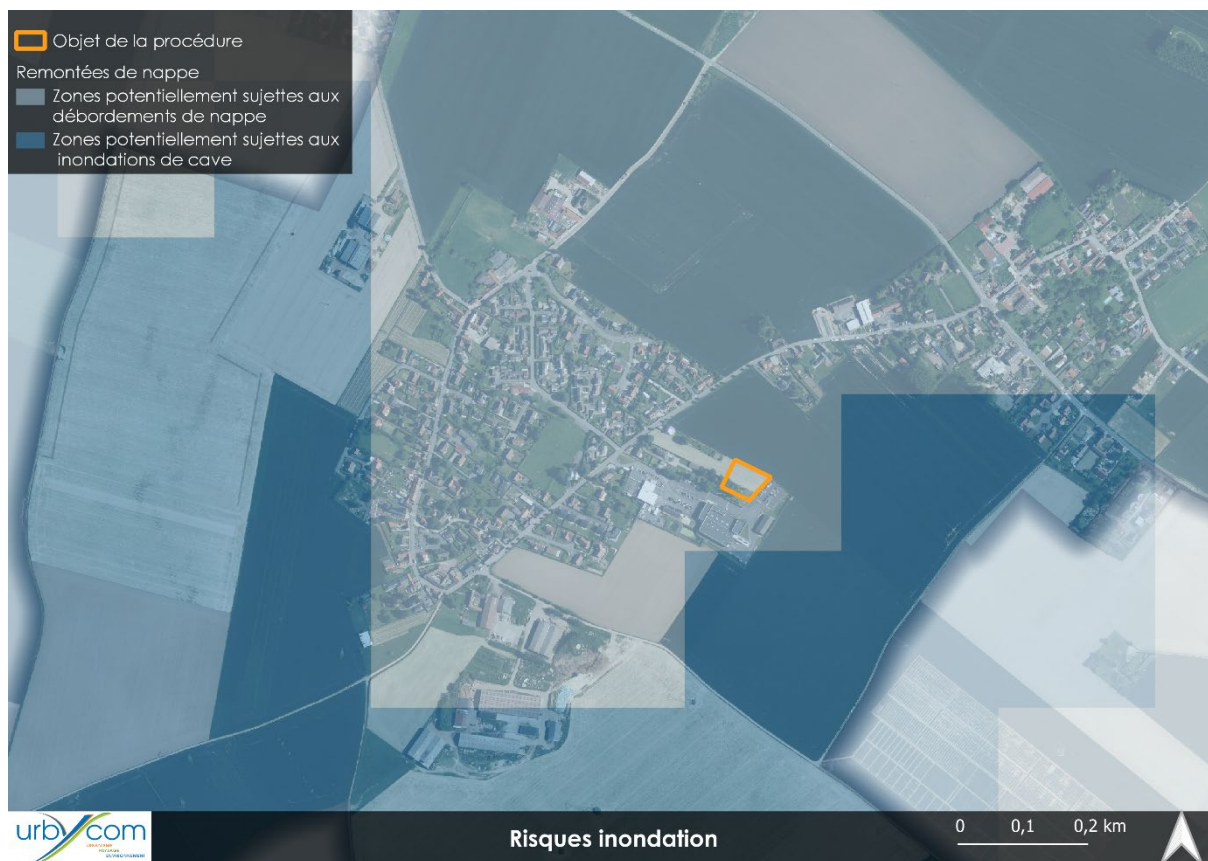 Objet de la procédure
Remontées de nappe
Zones potentiellement sujettes aux
débordements de nappe
Zones potentiellement sujettes aux
inondations de cave
urbycom
Risques inondation
0 0,1 0,2 km